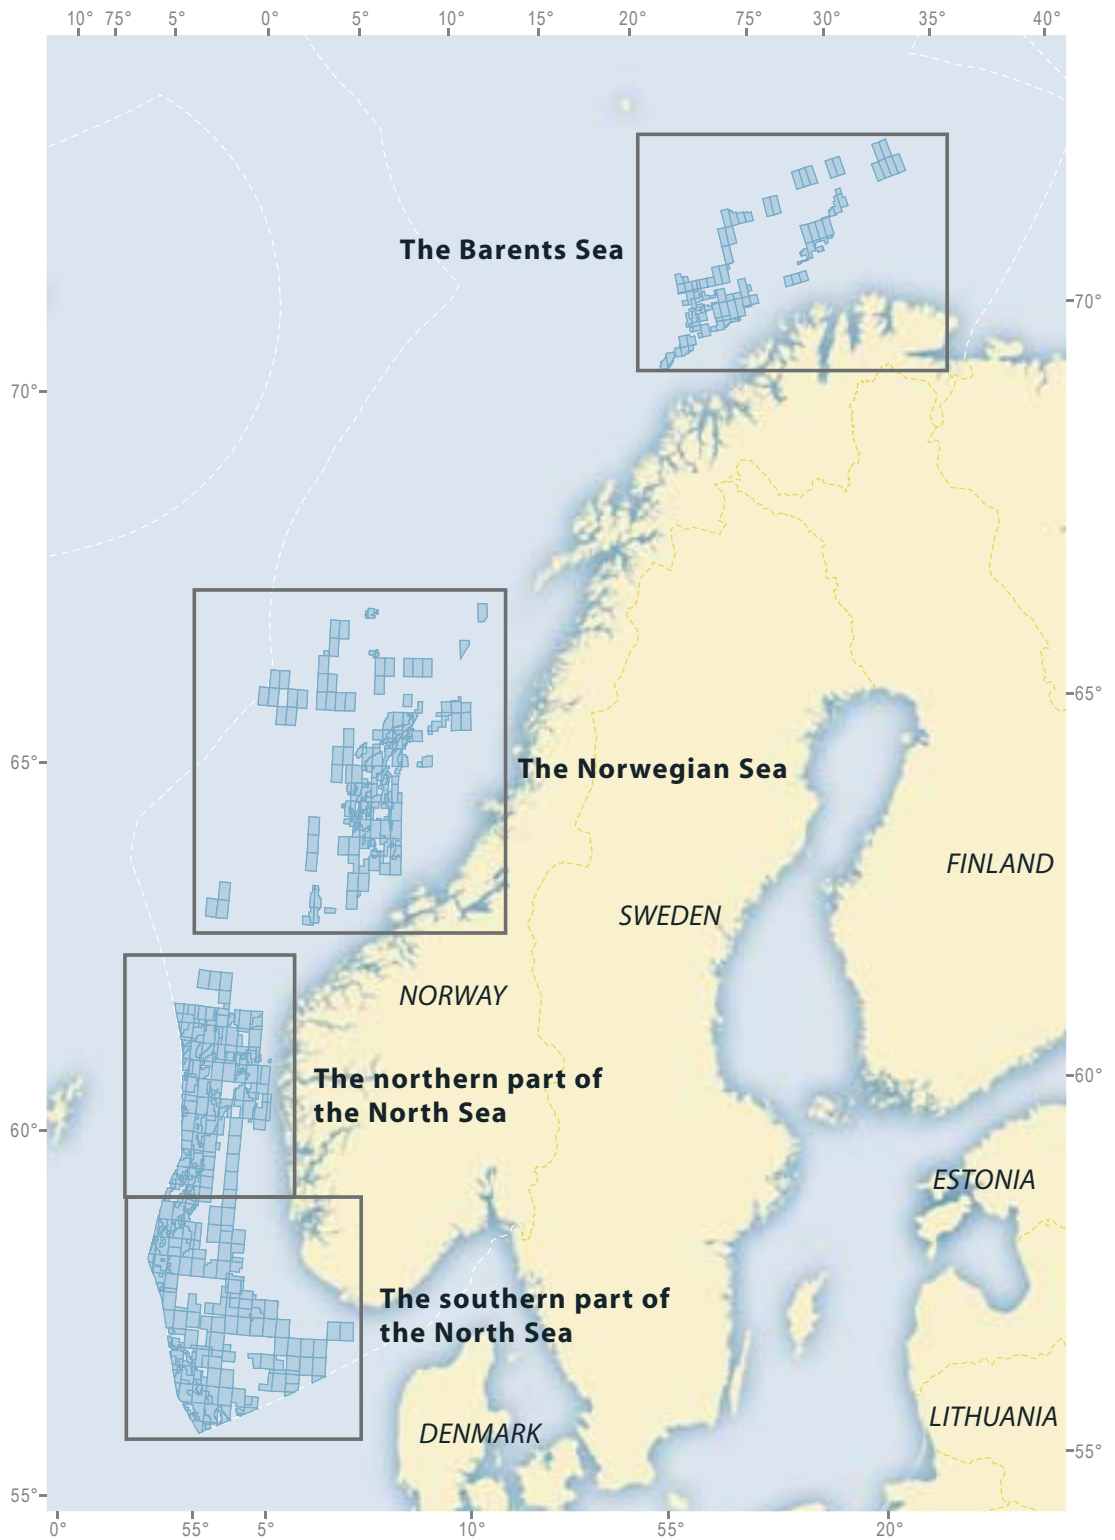 10° 75° 5° 0° 5° 10° 15° 20° 75° 30° 35° 40°
The Barents Sea
70°
70°
65°
65°
The Norwegian Sea
FINLAND
SWEDEN
NORWAY
60°
The northern part of
the North Sea
60°
ESTONIA
The southern part of
the North Sea
LITHUANIA
DENMARK
55°
55°
0° 55° 5° 10° 55° 20°